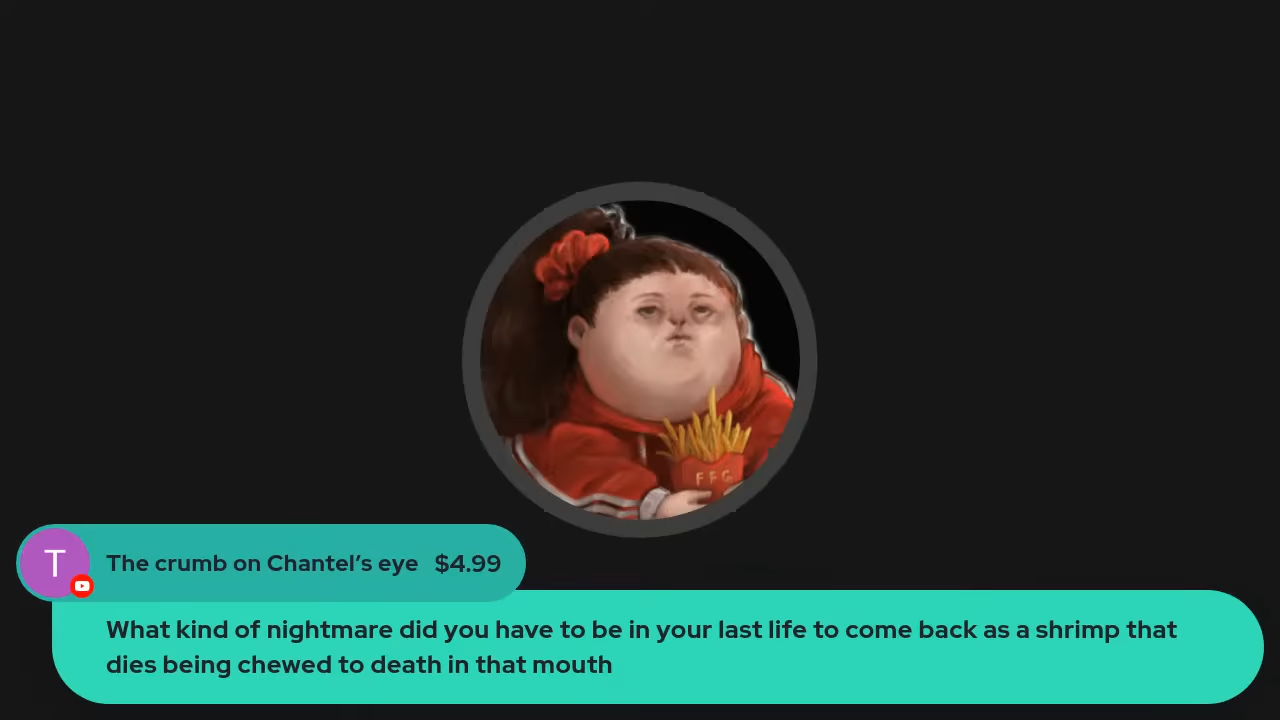 FFG
T
The crumb on Chantel’s eye $4.99
What kind of nightmare did you have to be in your last life to come back as a shrimp that
dies being chewed to death in that mouth